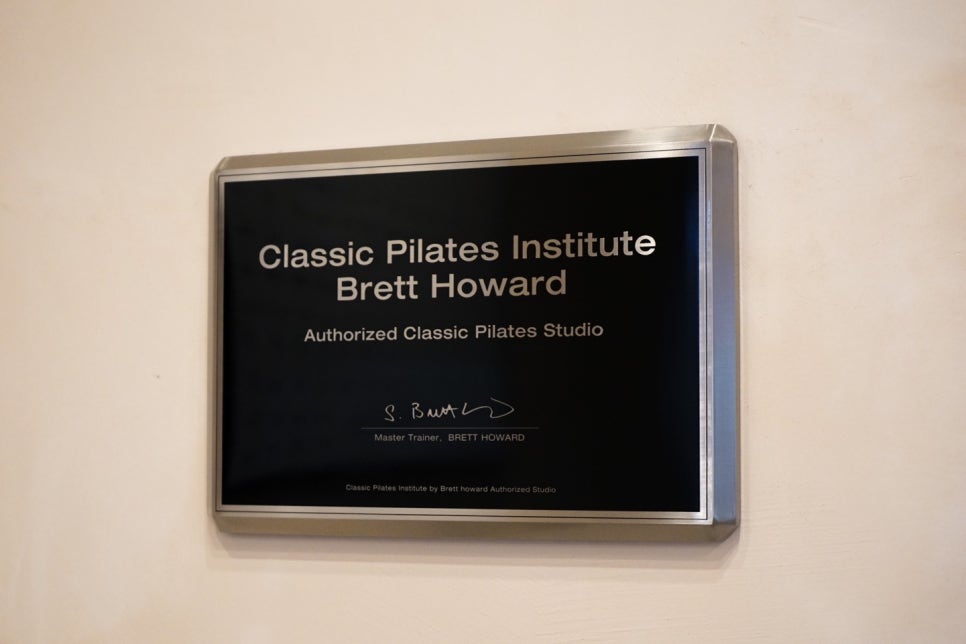 Classic Pilates Institute
Brett Howard
Authorized Classic Pilates Studio
S. Brett
Master Trainer, BRETT HOWARD
Classic Pilates Institute by Brett howard Authorized Studio